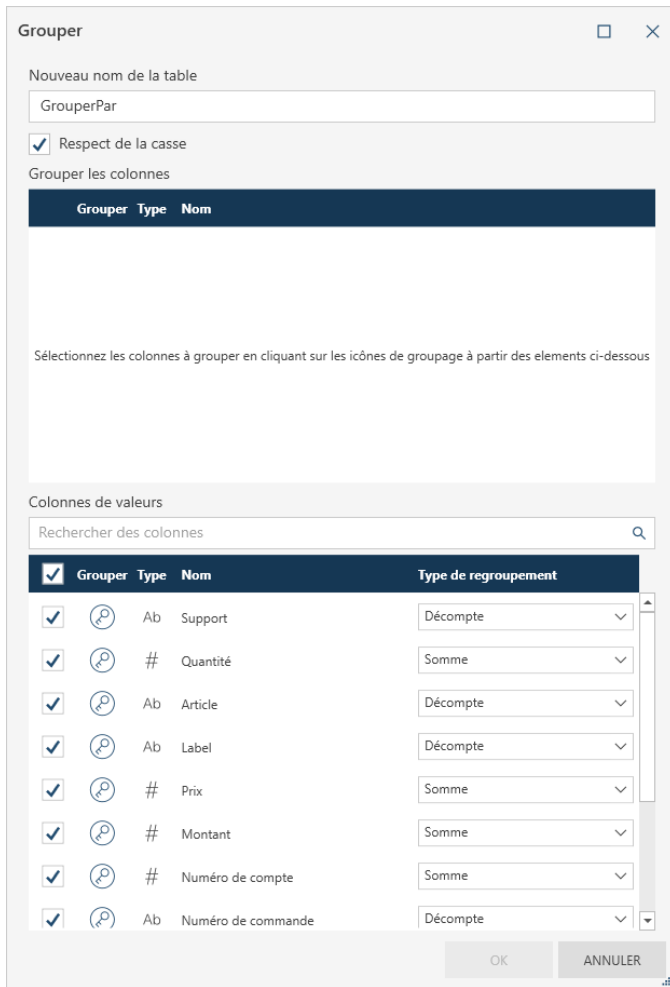 Grouper
Nouveau nom de la table
GrouperPar
Respect de la casse
Grouper les colonnes
Grouper Type Nom
Sélectionnez les colonnes à grouper en cliquant sur les icônes de groupage à partir des elements ci-dessous
Colonnes de valeurs
Rechercher des colonnes
Grouper Type Nom Type de regroupement
Ab Support Décompte
# Quantité Somme
Ab Article Décompte
Ab Label Décompte
# Prix Somme
# Montant Somme
# Numéro de compte Somme
Ab Numéro de commande Décompte
OK ANNULER